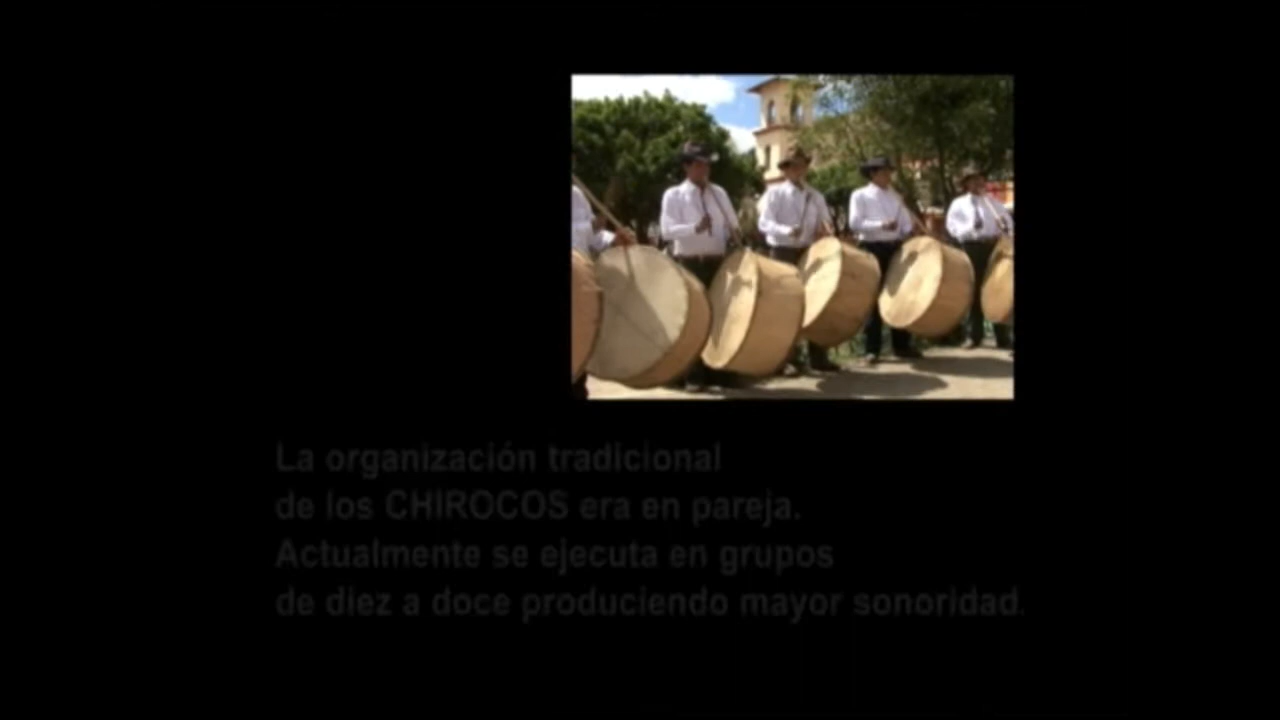 La organización tradicional
de los CHIROCOS era en pareja.
Actualmente se ejecuta en grupos
de diez a doce produciendo mayor sonoridad.